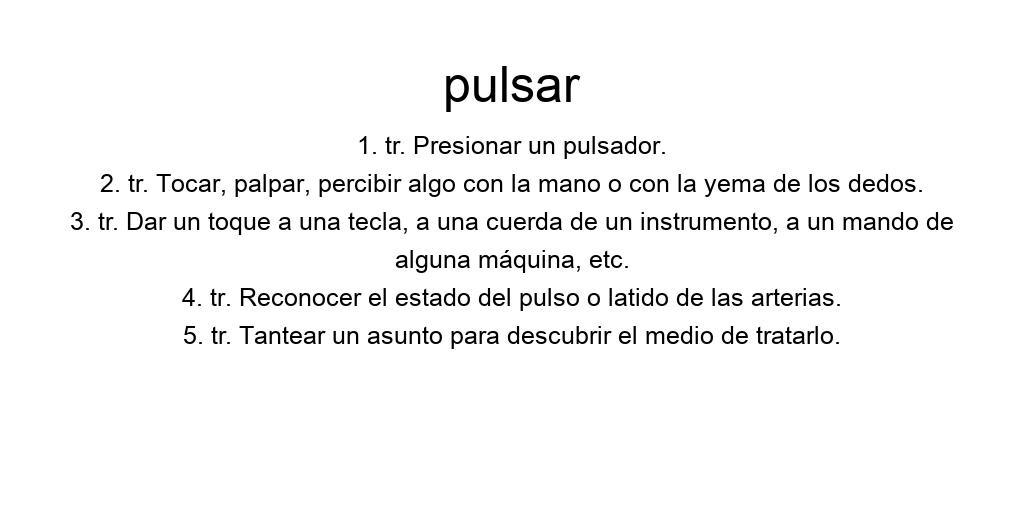 pulsar
1. tr. Presionar un pulsador.
2. tr. Tocar, palpar, percibir algo con la mano o con la yema de los dedos.
3. tr. Dar un toque a una tecla, a una cuerda de un instrumento, a un mando de
alguna máquina, etc.
4. tr. Reconocer el estado del pulso o latido de las arterias.
5. tr. Tantear un asunto para descubrir el medio de tratarlo.